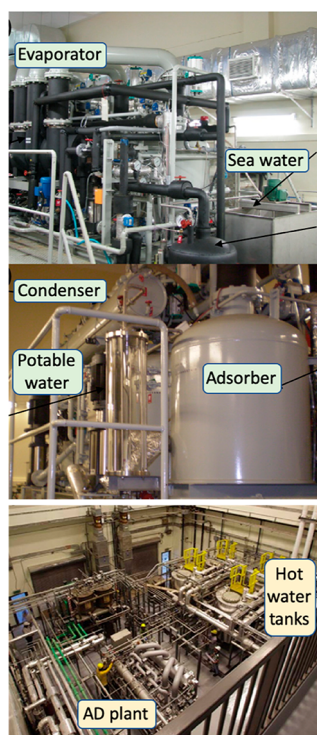 Evaporator
Sea water
Condenser
Potable
water
Adsorber
Hot
water
tanks
AD plant